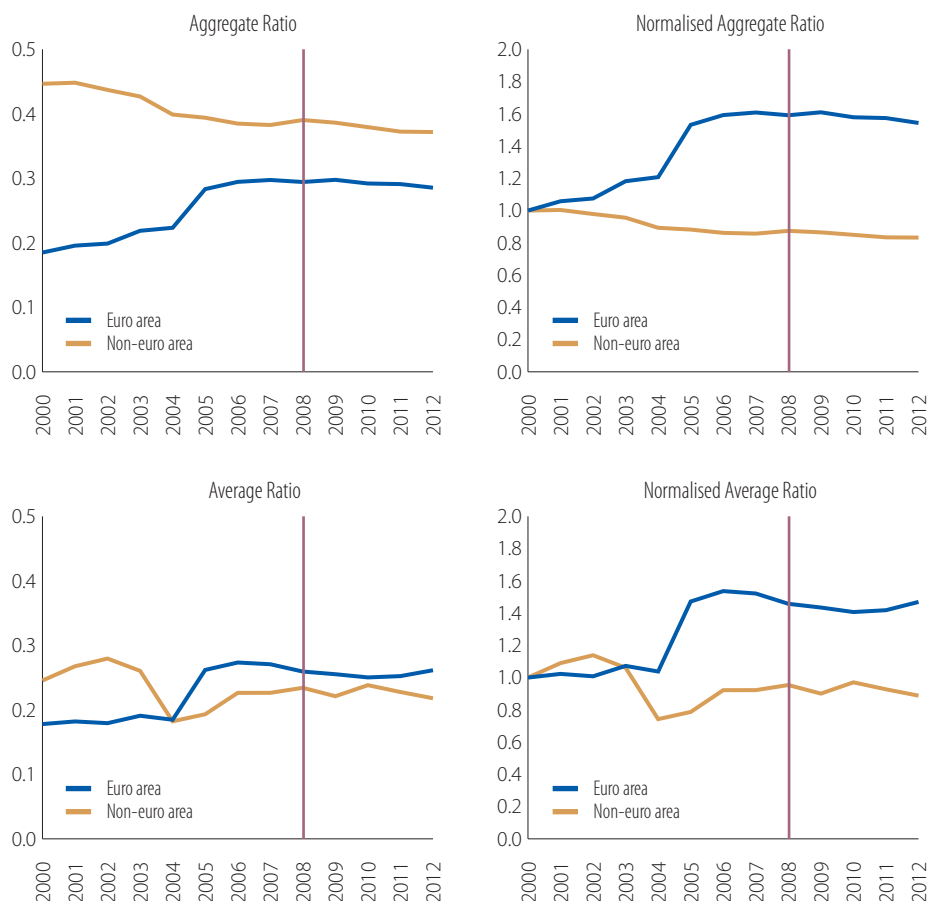 Aggregate Ratio
0.5
0.4
0.3
0.2
0.1
0.0
Euro area
Non-euro area
2000 2001 2002 2003 2004 2005 2006 2007 2008 2009 2010 2011 2012
Normalised Aggregate Ratio
2.0
1.8
1.6
1.4
1.2
1.0
0.8
0.6
0.4
0.2
0.0
Euro area
Non-euro area
2000 2001 2002 2003 2004 2005 2006 2007 2008 2009 2010 2011 2012
Average Ratio
0.5
0.4
0.3
0.2
0.1
0.0
Euro area
Non-euro area
2000 2001 2002 2003 2004 2005 2006 2007 2008 2009 2010 2011 2012
Normalised Average Ratio
2.0
1.8
1.6
1.4
1.2
1.0
0.8
0.6
0.4
0.2
0.0
Euro area
Non-euro area
2000 2001 2002 2003 2004 2005 2006 2007 2008 2009 2010 2011 2012